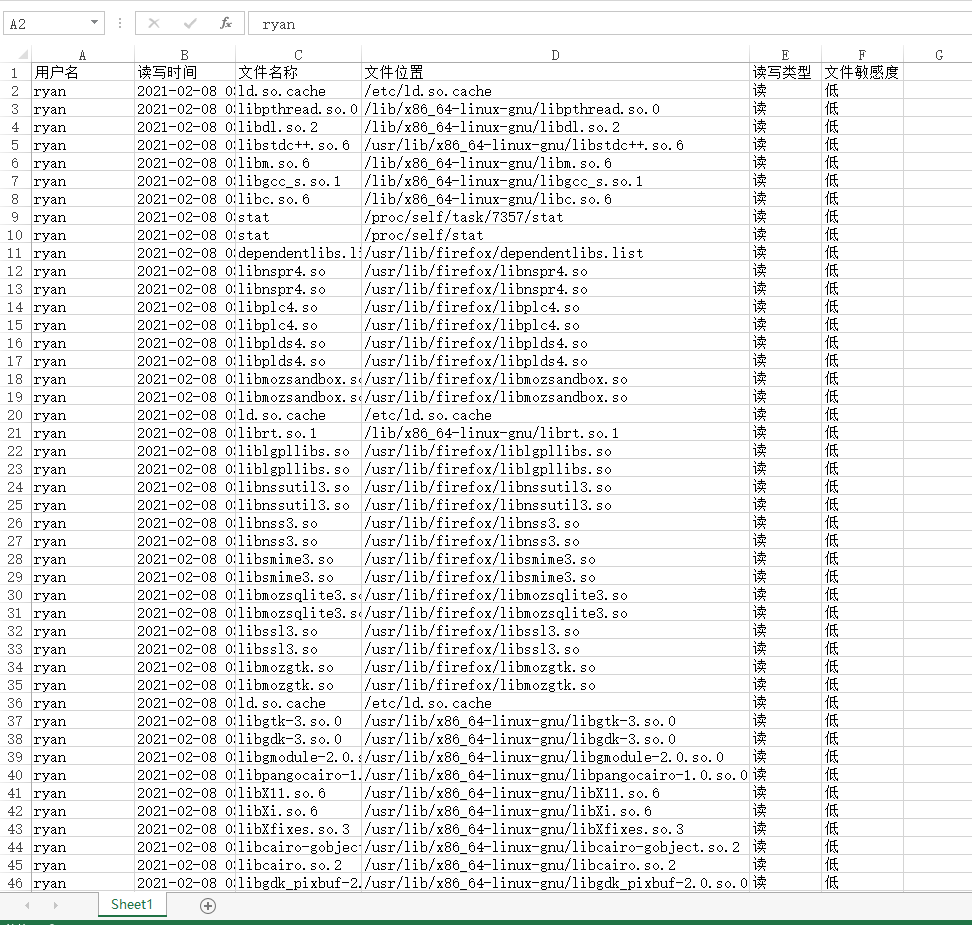 A2 fx ryan
A B C D E F G
1 用户名 读写时间 文件名称 文件位置 读写类型 文件敏感度
2 ryan 2021-02-08 0 ld.so.cache /etc/ld.so.cache 读 低
3 ryan 2021-02-08 0 libpthread.so.0 /lib/x86_64-linux-gnu/libpthread.so.0 读 低
4 ryan 2021-02-08 0 libdl.so.2 /lib/x86_64-linux-gnu/libdl.so.2 读 低
5 ryan 2021-02-08 0 libstdc++.so.6 /usr/lib/x86_64-linux-gnu/libstdc++.so.6 读 低
6 ryan 2021-02-08 0 libm.so.6 /lib/x86_64-linux-gnu/libm.so.6 读 低
7 ryan 2021-02-08 0 libgcc_s.so.1 /lib/x86_64-linux-gnu/libgcc_s.so.1 读 低
8 ryan 2021-02-08 0 libc.so.6 /lib/x86_64-linux-gnu/libc.so.6 读 低
9 ryan 2021-02-08 0 stat /proc/self/task/7357/stat 读 低
10 ryan 2021-02-08 0 stat /proc/self/stat 读 低
11 ryan 2021-02-08 0 dependentlibs.li /usr/lib/firefox/dependentlibs.list 读 低
12 ryan 2021-02-08 0 libnspr4.so /usr/lib/firefox/libnspr4.so 读 低
13 ryan 2021-02-08 0 libnspr4.so /usr/lib/firefox/libnspr4.so 读 低
14 ryan 2021-02-08 0 libplc4.so /usr/lib/firefox/libplc4.so 读 低
15 ryan 2021-02-08 0 libplc4.so /usr/lib/firefox/libplc4.so 读 低
16 ryan 2021-02-08 0 libplds4.so /usr/lib/firefox/libplds4.so 读 低
17 ryan 2021-02-08 0 libplds4.so /usr/lib/firefox/libplds4.so 读 低
18 ryan 2021-02-08 0 libmozsandbox.s /usr/lib/firefox/libmozsandbox.so 读 低
19 ryan 2021-02-08 0 libmozsandbox.s /usr/lib/firefox/libmozsandbox.so 读 低
20 ryan 2021-02-08 0 ld.so.cache /etc/ld.so.cache 读 低
21 ryan 2021-02-08 0 librt.so.1 /lib/x86_64-linux-gnu/librt.so.1 读 低
22 ryan 2021-02-08 0 liblgpllibs.so /usr/lib/firefox/liblgpllibs.so 读 低
23 ryan 2021-02-08 0 liblgpllibs.so /usr/lib/firefox/liblgpllibs.so 读 低
24 ryan 2021-02-08 0 libnssutil3.so /usr/lib/firefox/libnssutil3.so 读 低
25 ryan 2021-02-08 0 libnssutil3.so /usr/lib/firefox/libnssutil3.so 读 低
26 ryan 2021-02-08 0 libnss3.so /usr/lib/firefox/libnss3.so 读 低
27 ryan 2021-02-08 0 libnss3.so /usr/lib/firefox/libnss3.so 读 低
28 ryan 2021-02-08 0 libsmime3.so /usr/lib/firefox/libsmime3.so 读 低
29 ryan 2021-02-08 0 libsmime3.so /usr/lib/firefox/libsmime3.so 读 低
30 ryan 2021-02-08 0 libmozsqlite3.s /usr/lib/firefox/libmozsqlite3.so 读 低
31 ryan 2021-02-08 0 libmozsqlite3.s /usr/lib/firefox/libmozsqlite3.so 读 低
32 ryan 2021-02-08 0 libssl3.so /usr/lib/firefox/libssl3.so 读 低
33 ryan 2021-02-08 0 libssl3.so /usr/lib/firefox/libssl3.so 读 低
34 ryan 2021-02-08 0 libmozgtk.so /usr/lib/firefox/libmozgtk.so 读 低
35 ryan 2021-02-08 0 libmozgtk.so /usr/lib/firefox/libmozgtk.so 读 低
36 ryan 2021-02-08 0 ld.so.cache /etc/ld.so.cache 读 低
37 ryan 2021-02-08 0 libgtk-3.so.0 /usr/lib/x86_64-linux-gnu/libgtk-3.so.0 读 低
38 ryan 2021-02-08 0 libgdk-3.so.0 /usr/lib/x86_64-linux-gnu/libgdk-3.so.0 读 低
39 ryan 2021-02-08 0 libgmodule-2.0.s /usr/lib/x86_64-linux-gnu/libgmodule-2.0.so.0 读 低
40 ryan 2021-02-08 0 libpangocairo-1. /usr/lib/x86_64-linux-gnu/libpangocairo-1.0.so.0 读 低
41 ryan 2021-02-08 0 libX11.so.6 /usr/lib/x86_64-linux-gnu/libX11.so.6 读 低
42 ryan 2021-02-08 0 libXi.so.6 /usr/lib/x86_64-linux-gnu/libXi.so.6 读 低
43 ryan 2021-02-08 0 libXfixes.so.3 /usr/lib/x86_64-linux-gnu/libXfixes.so.3 读 低
44 ryan 2021-02-08 0 libcairo-gobject /usr/lib/x86_64-linux-gnu/libcairo-gobject.so.2 读 低
45 ryan 2021-02-08 0 libcairo.so.2 /usr/lib/x86_64-linux-gnu/libcairo.so.2 读 低
46 ryan 2021-02-08 0 libgdk_pixbuf-2. /usr/lib/x86_64-linux-gnu/libgdk_pixbuf-2.0.so.0 读 低
Sheet1